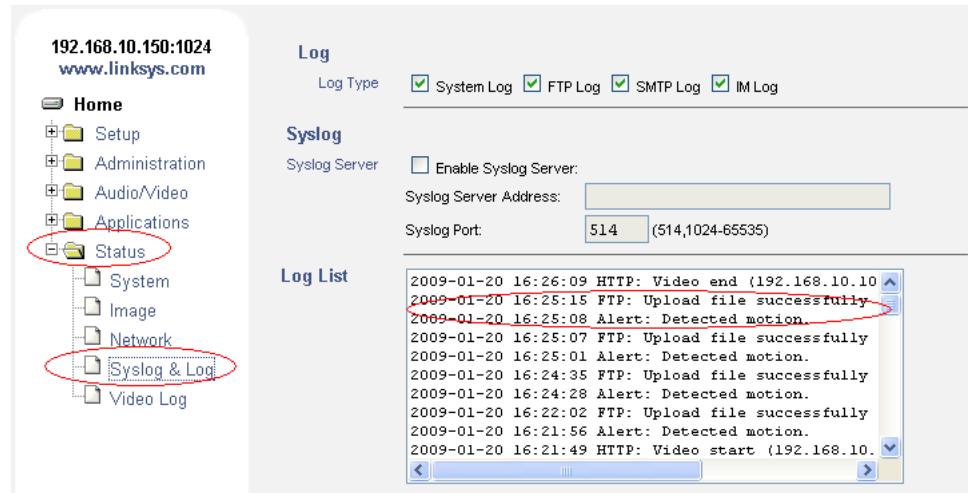 192.168.10.150:1024
www.linksys.com
Home
Setup
Administration
Audio/Video
Applications
Status
System
Image
Network
Syslog & Log
Video Log
Log
Log Type System Log FTP Log SMTP Log IM Log
Syslog
Syslog Server Enable Syslog Server:
Syslog Server Address:
Syslog Port: 514 (514,1024-65535)
Log List
2009-01-20 16:26:09 HTTP: Video end (192.168.10.10
2009-01-20 16:25:15 FTP: Upload file successfully
2009-01-20 16:25:08 Alert: Detected motion.
2009-01-20 16:25:07 FTP: Upload file successfully
2009-01-20 16:25:01 Alert: Detected motion.
2009-01-20 16:24:35 FTP: Upload file successfully
2009-01-20 16:24:28 Alert: Detected motion.
2009-01-20 16:22:02 FTP: Upload file successfully
2009-01-20 16:21:56 Alert: Detected motion.
2009-01-20 16:21:49 HTTP: Video start (192.168.10.